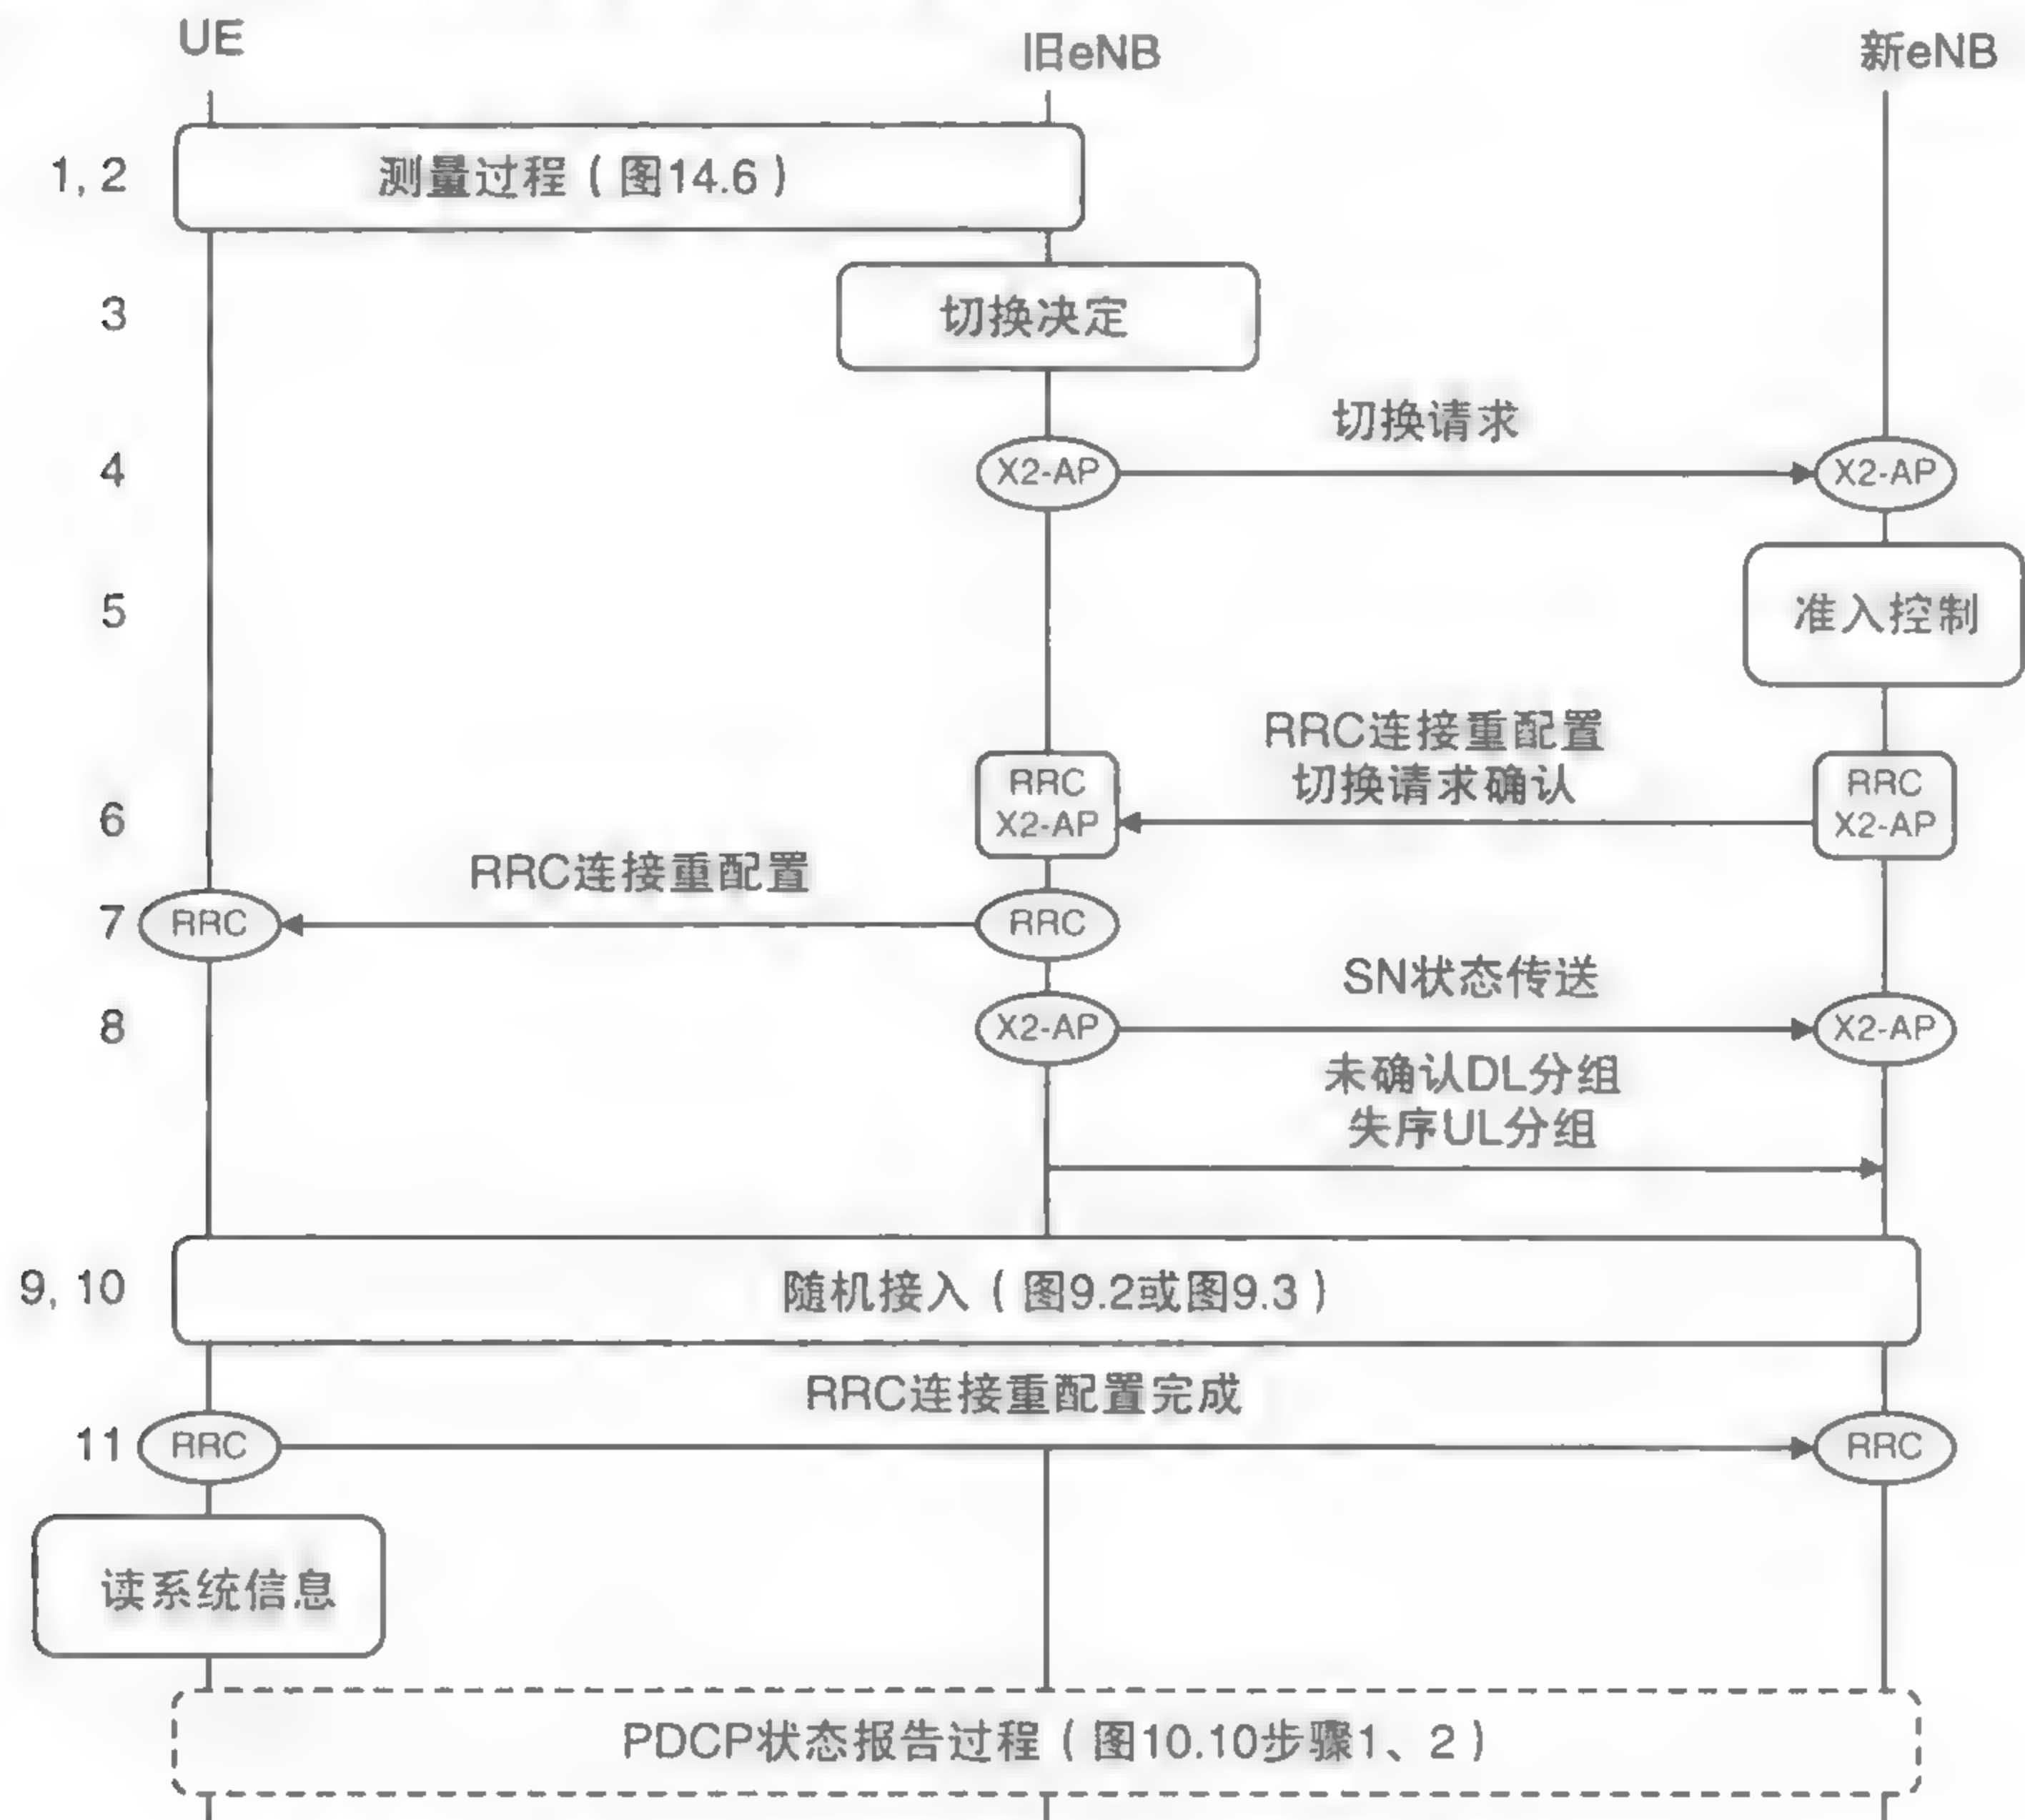 UE
旧eNB
新eNB
1, 2
测量过程（图14.6）
3
切换决定
切换请求
4
X2-AP
X2-AP
5
准入控制
RRC连接重配置
切换请求确认
6
RRC
X2-AP
RRC
X2-AP
RRC连接重配置
7
RRC
RRC
SN状态传送
8
X2-AP
X2-AP
未确认DL分组
失序UL分组
9, 10
随机接入（图9.2或图9.3）
RRC连接重配置完成
11
RRC
RRC
读系统信息
PDCP状态报告过程（图10.10步骤1、2）